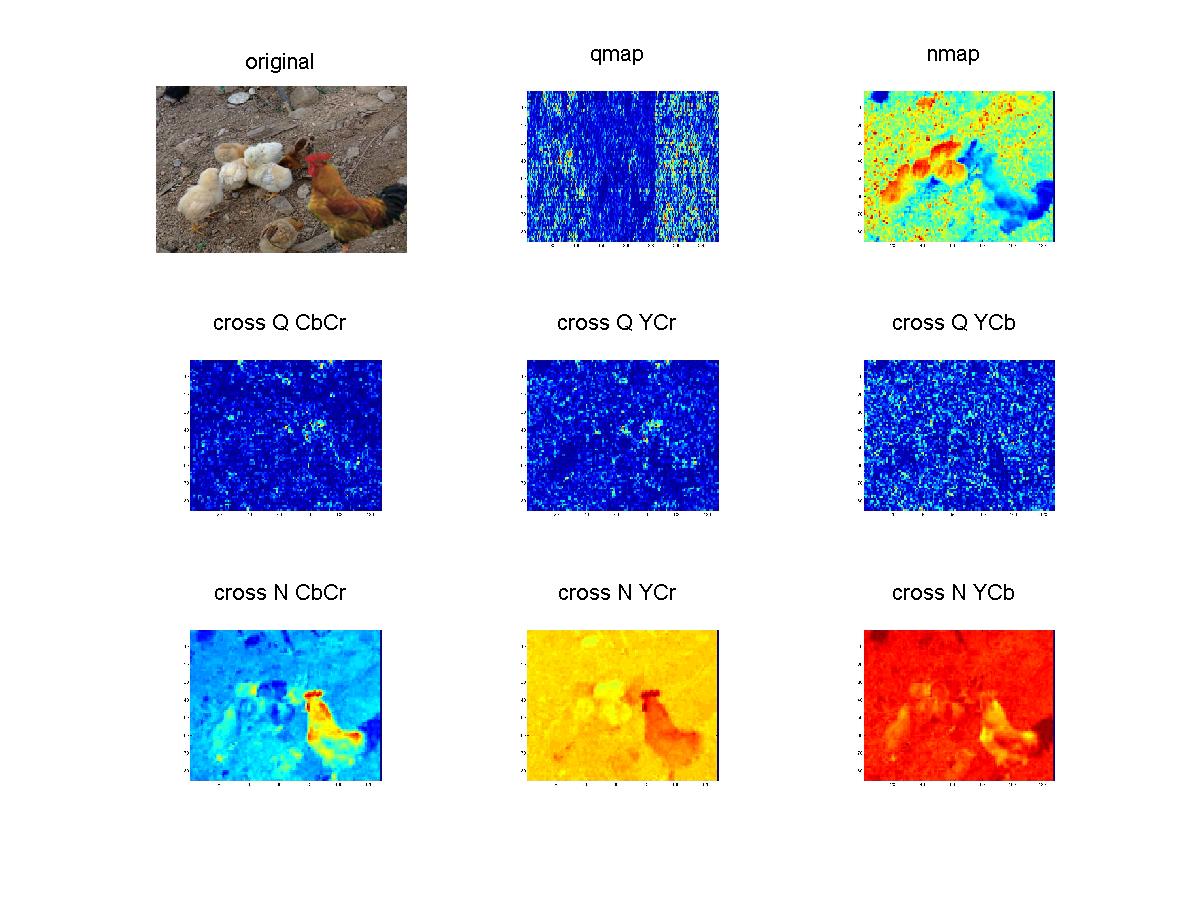 original
qmap
nmap
cross Q CbCr
cross Q YCr
cross Q YCb
cross N CbCr
cross N YCr
cross N YCb